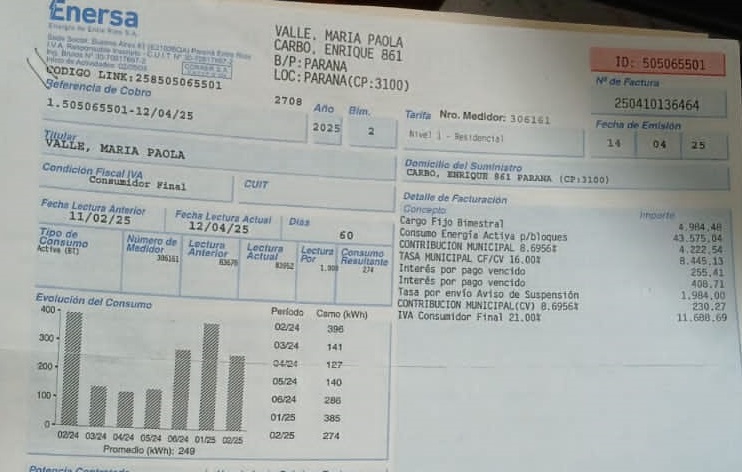 Enersa
Energía de Entre Ríos S.A.
CODIGO LINK:258505065501
Referencia de Cobro
1.505065501-12/04/25
VALLE, MARIA PAOLA
CARBO, ENRIQUE 861
B/P:PARANA
LOC:PARANA(CP:3100)
2708
Año
Bim.
2025
2
ID: 505065501
Nº de Factura
250410136464
Fecha de Emisión
14 04 25
Tarifa Nro. Medidor: 306161
Nivel 1 - Residencial
Titular
VALLE, MARIA PAOLA
Condición Fiscal IVA
Consumidor Final
CUIT
Domicilio del Suministro
CARBO, ENRIQUE 861 PARANA (CP:3100)
Fecha Lectura Anterior
11/02/25
Fecha Lectura Actual
12/04/25
Días
60
Tipo de Consumo
Número de Medidor
Lectura Anterior
Lectura Actual
Lectura Por
Consumo Resultante
Activa (BT) 306161 83678 83952 274
Detalle de Facturación
Concepto Importe
Cargo Fijo Bimestral 4.984,48
Consumo Energía Activa p/bloques 43.575,04
CONTRIBUCION MUNICIPAL 8.6956% 4.222,54
TASA MUNICIPAL CF/CV 16.00% 8.445,13
Interés por pago vencido 255,41
Interés por pago vencido 408,71
Tasa por envío Aviso de Suspensión 1.984,00
CONTRIBUCION MUNICIPAL(CV) 8.6956% 230,27
IVA Consumidor Final 21.00% 11.688,69
Evolución del Consumo
400
300
200
100
0
02/24 03/24 04/24 05/24 06/24 01/25 02/25
Promedio (kWh): 249
Período Csmo (kWh)
02/24 396
03/24 141
04/24 127
05/24 140
06/24 286
01/25 385
02/25 274
Potencia Contratada